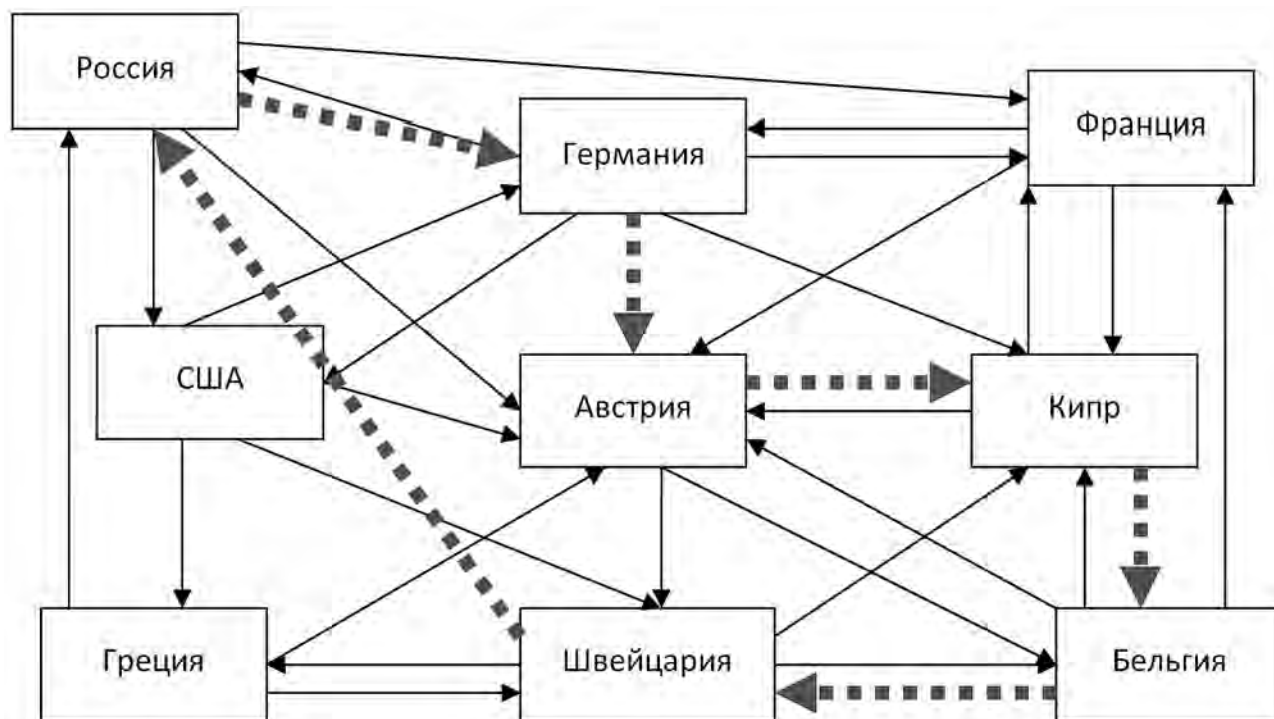 Россия
Франция
Германия
США
Австрия
Кипр
Греция
Швейцария
Бельгия